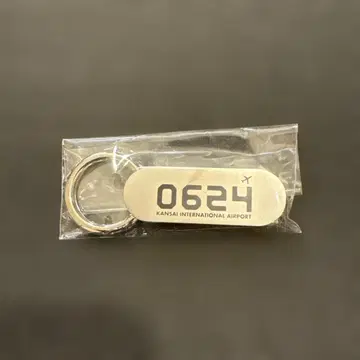 0624
KANSAI INTERNATIONAL AIRPORT